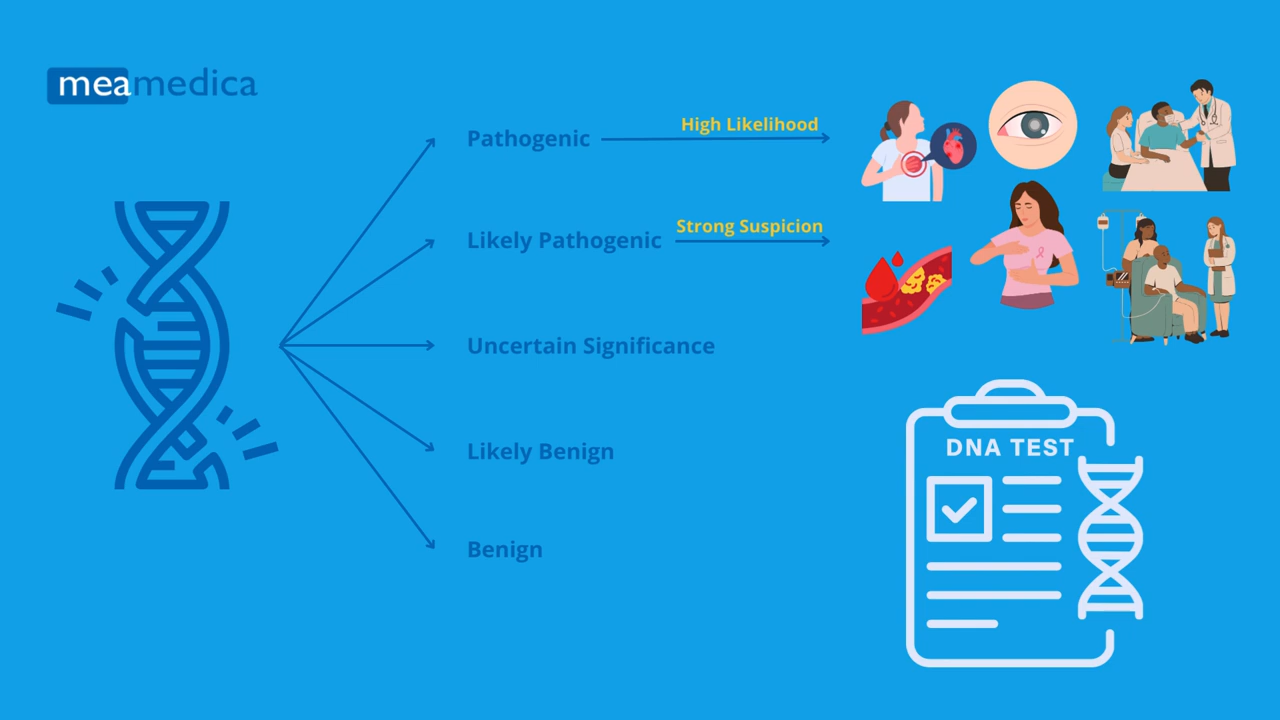 meamedica
Pathogenic
High Likelihood
Likely Pathogenic
Strong Suspicion
Uncertain Significance
Likely Benign
Benign
DNA TEST